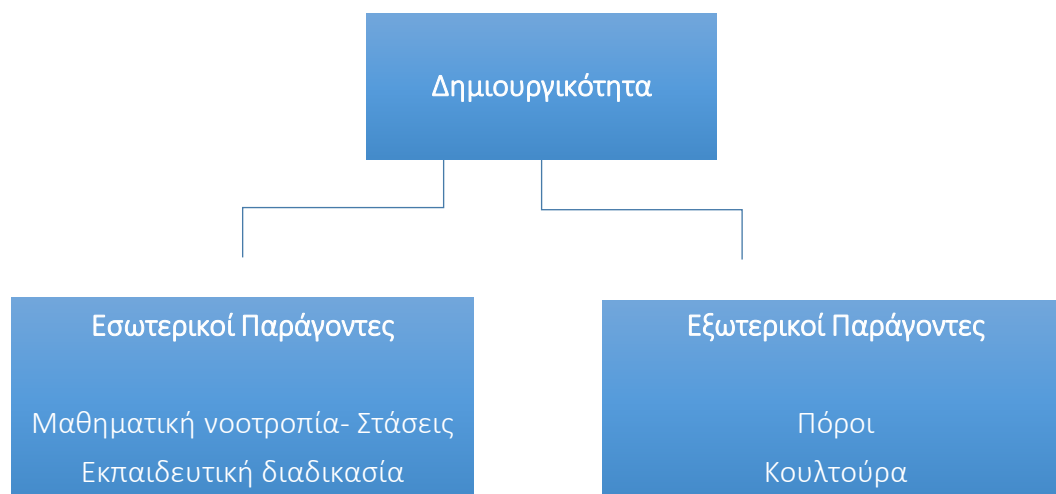 Δημιουργικότητα
Εσωτερικοί Παράγοντες
Μαθηματική νοοτροπία- Στάσεις
Εκπαιδευτική διαδικασία
Εξωτερικοί Παράγοντες
Πόροι
Κουλτούρα